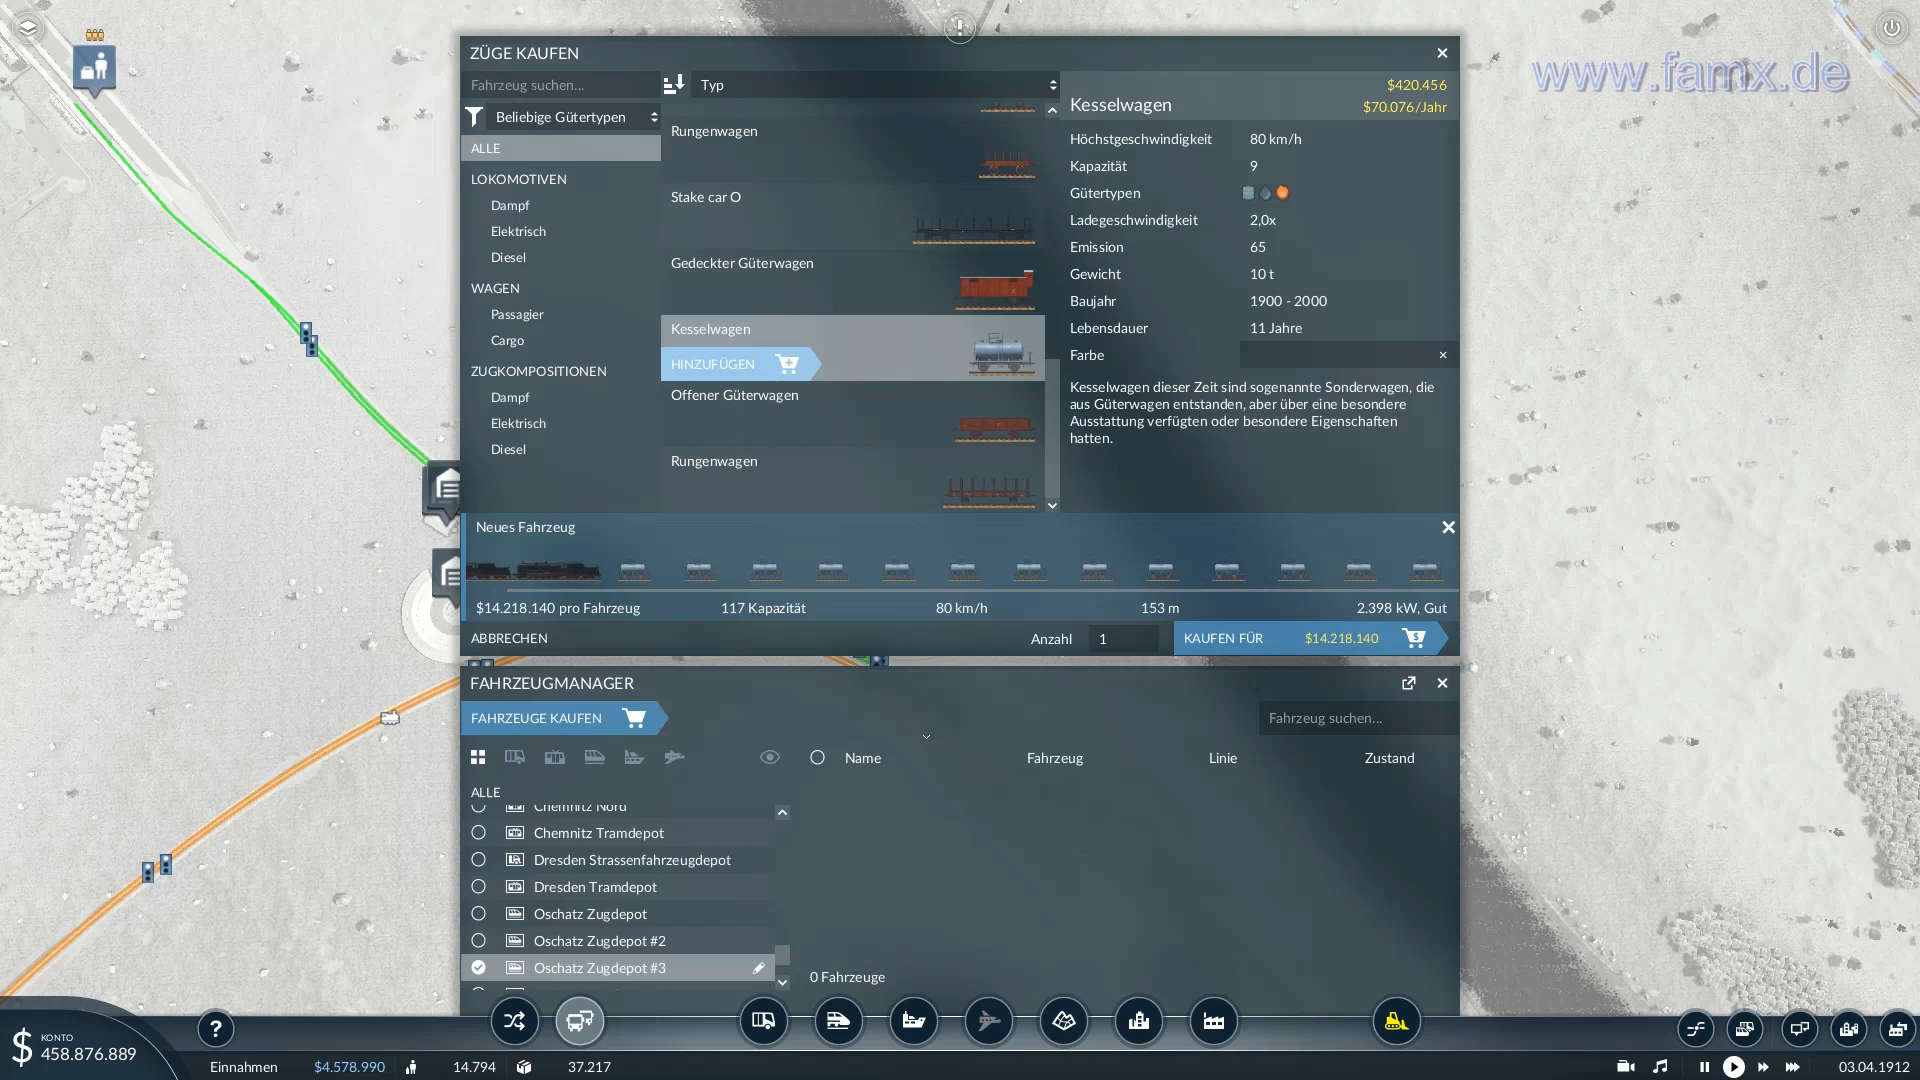 ZÜGE KAUFEN
www.famx.de
Fahrzeug suchen...
Typ
$420.456
Kesselwagen
$70.076/Jahr
Beliebige Gütertypen
ALLE
LOKOMOTIVEN
Dampf
Elektrisch
Diesel
WAGEN
Passagier
Cargo
ZUGKOMPOSITIONEN
Dampf
Elektrisch
Diesel
Rungenwagen
Stake car O
Gedeckter Güterwagen
Kesselwagen
HINZUFÜGEN
Offener Güterwagen
Rungenwagen
Höchstgeschwindigkeit 80 km/h
Kapazität 9
Gütertypen
Ladegeschwindigkeit 2,0x
Emission 65
Gewicht 10 t
Baujahr 1900 - 2000
Lebensdauer 11 Jahre
Farbe
Kesselwagen dieser Zeit sind sogenannte Sonderwagen, die
aus Güterwagen entstanden, aber über eine besondere
Ausstattung verfügten oder besondere Eigenschaften
hatten.
Neues Fahrzeug
$14.218.140 pro Fahrzeug 117 Kapazität 80 km/h 153 m 2.398 kW, Gut
ABBRECHEN Anzahl 1 KAUFEN FÜR $14.218.140
FAHRZEUGMANAGER
FAHRZEUGE KAUFEN
Fahrzeug suchen...
Name Fahrzeug Linie Zustand
ALLE
Chemnitz Nord
Chemnitz Tramdepot
Dresden Strassenfahrzeugdepot
Dresden Tramdepot
Oschatz Zugdepot
Oschatz Zugdepot #2
Oschatz Zugdepot #3
0 Fahrzeuge
KONTO
$ 458.876.889
?
Einnahmen $4.578.990 14.794 37.217
03.04.1912